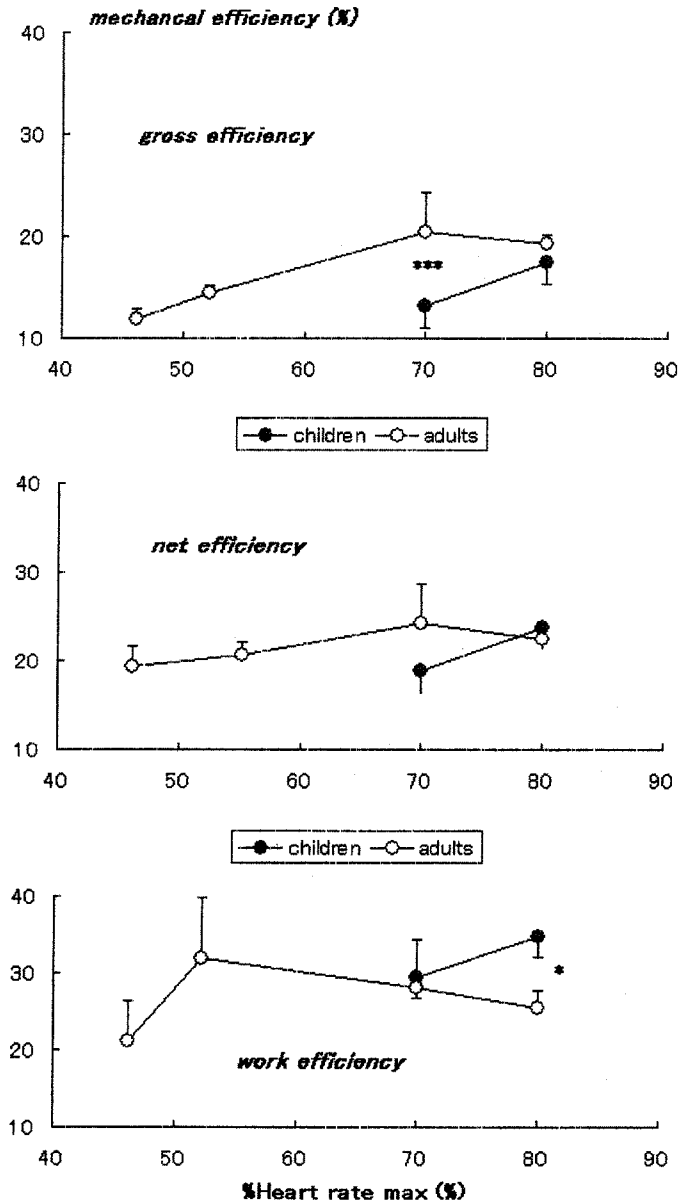 mechancal efficiency (%)
40
gross efficiency
30
20
***
10
40 50 60 70 80 90
children adults
40
net efficiency
30
20
10
40 50 60 70 80 90
children adults
40
30
*
20
work efficiency
10
40 50 60 70 80 90
%Heart rate max (%)